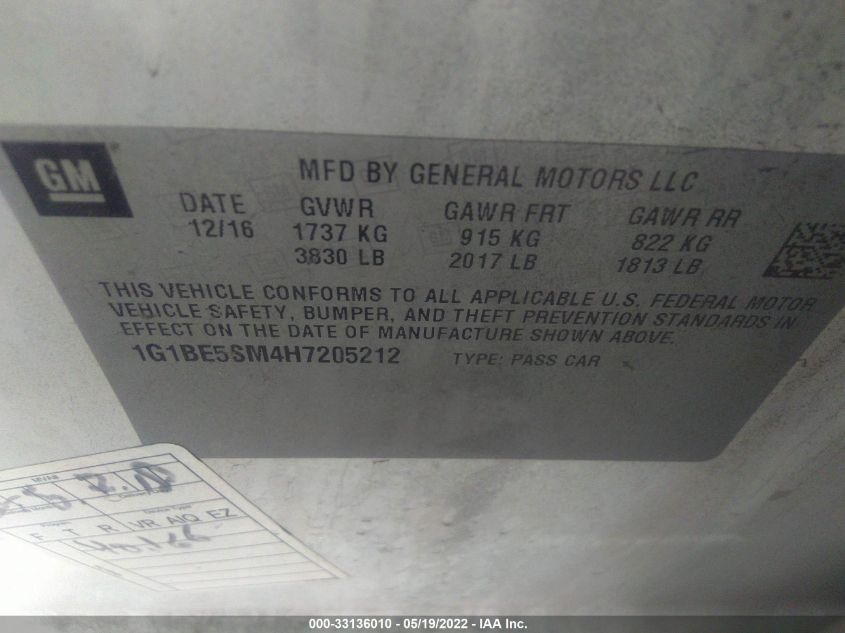 GM
MFD BY GENERAL MOTORS LLC
DATE GVWR GAWR FRT GAWR RR
12/16 1737 KG 915 KG 822 KG
3830 LB 2017 LB 1813 LB
THIS VEHICLE CONFORMS TO ALL APPLICABLE U.S. FEDERAL MOTOR
VEHICLE SAFETY, BUMPER, AND THEFT PREVENTION STANDARDS IN
EFFECT ON THE DATE OF MANUFACTURE SHOWN ABOVE.
1G1BE5SM4H7205212 TYPE: PASS CAR
F T R VR AIQ EZ
000-33136010 - 05/19/2022 - IAA Inc.